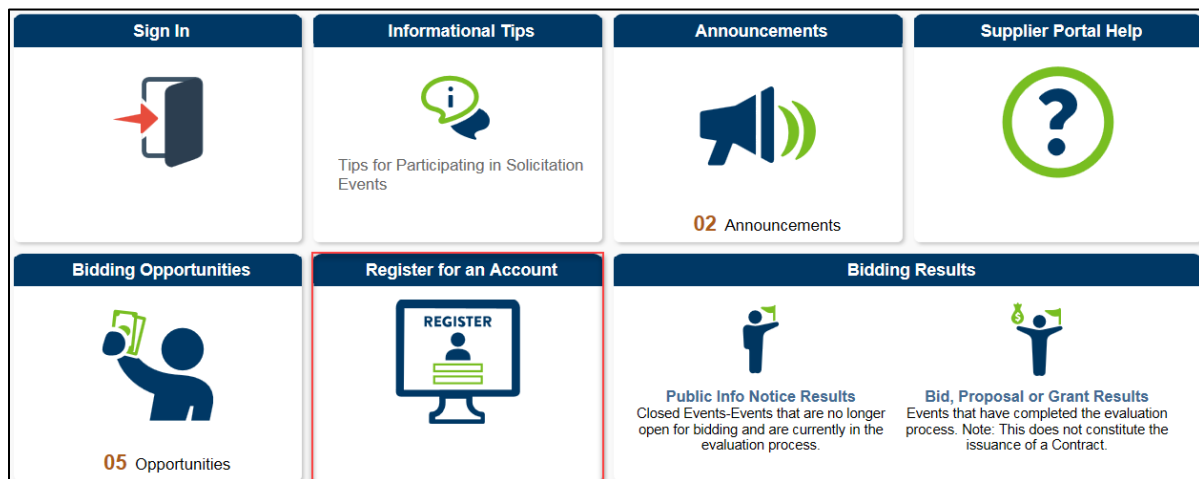 Sign In
Informational Tips
Announcements
Supplier Portal Help
i
Tips for Participating in Solicitation
Events
?
02 Announcements
Bidding Opportunities
Register for an Account
Bidding Results
REGISTER
$
05 Opportunities
Public Info Notice Results
Closed Events-Events that are no longer
open for bidding and are currently in the
evaluation process.
Bid, Proposal or Grant Results
Events that have completed the evaluation
process. Note: This does not constitute the
issuance of a Contract.